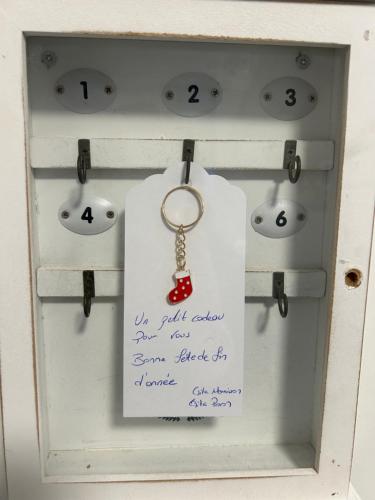 1
2
3
4
6
Un petit cadeau
pour vous
Bonne fête de fin
d'année